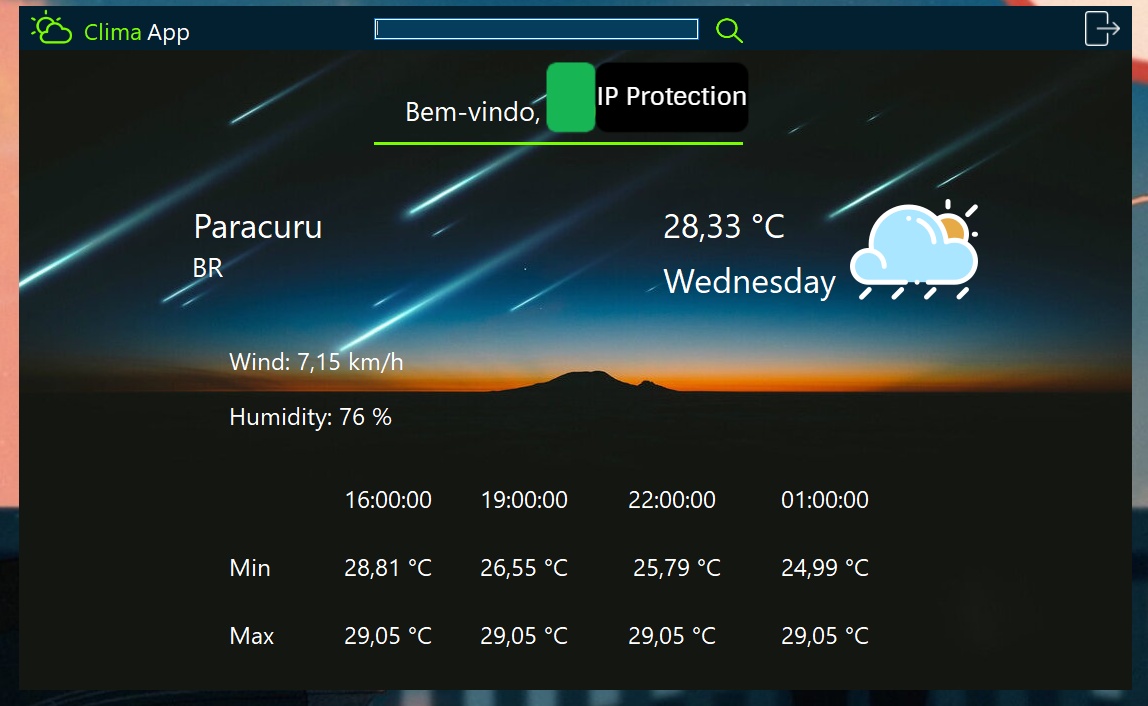 Clima App
Bem-vindo, IP Protection
Paracuru
BR
28,33 °C
Wednesday
Wind: 7,15 km/h
Humidity: 76 %
16:00:00 19:00:00 22:00:00 01:00:00
Min 28,81 °C 26,55 °C 25,79 °C 24,99 °C
Max 29,05 °C 29,05 °C 29,05 °C 29,05 °C